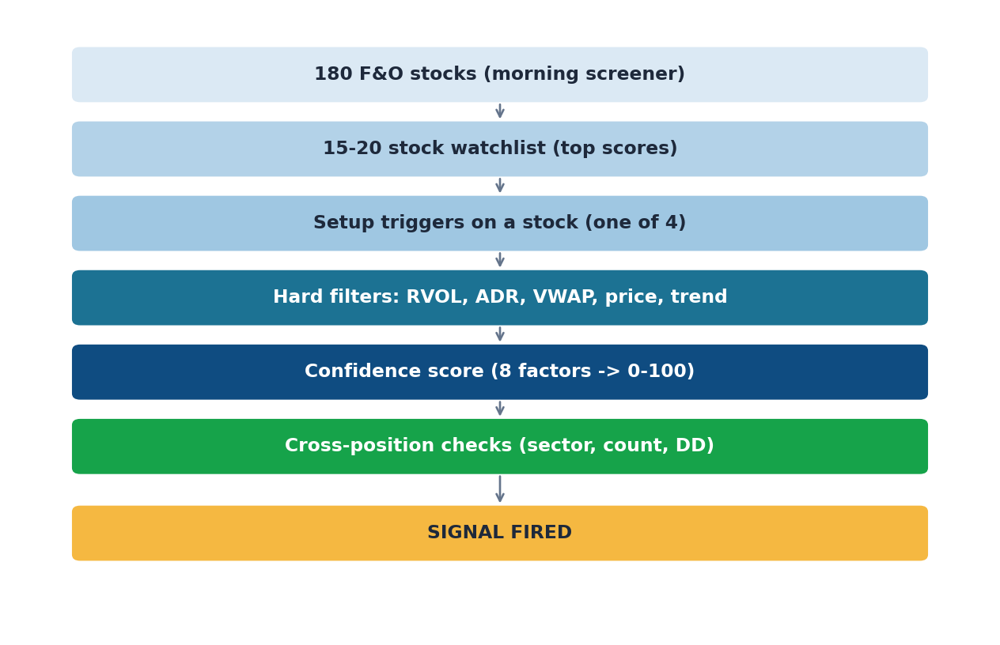 180 F&O stocks (morning screener)
15-20 stock watchlist (top scores)
Setup triggers on a stock (one of 4)
Hard filters: RVOL, ADR, VWAP, price, trend
Confidence score (8 factors -> 0-100)
Cross-position checks (sector, count, DD)
SIGNAL FIRED